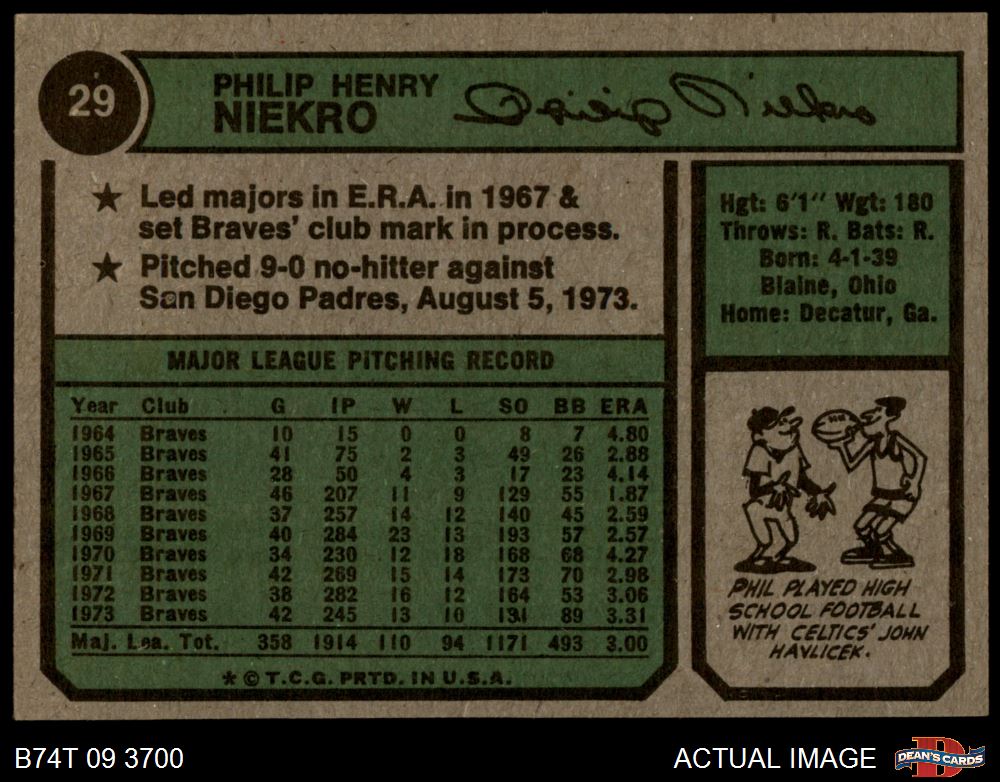 29
PHILIP HENRY
NIEKRO
Led majors in E.R.A. in 1967 &
set Braves' club mark in process.
Pitched 9-0 no-hitter against
San Diego Padres, August 5, 1973.
Hgt: 6'1" Wgt: 180
Throws: R. Bats: R.
Born: 4-1-39
Blaine, Ohio
Home: Decatur, Ga.
MAJOR LEAGUE PITCHING RECORD
Year Club G IP W L SO BB ERA
1964 Braves 10 15 0 0 8 7 4.80
1965 Braves 41 75 2 3 49 26 2.88
1966 Braves 28 50 4 3 17 23 4.14
1967 Braves 46 207 11 9 129 55 1.87
1968 Braves 37 257 14 12 140 45 2.59
1969 Braves 40 284 23 13 193 57 2.57
1970 Braves 34 230 12 18 168 68 4.27
1971 Braves 42 269 15 14 173 70 2.98
1972 Braves 38 282 16 12 164 53 3.06
1973 Braves 42 245 13 10 131 89 3.31
Maj. Lea. Tot. 358 1914 110 94 1171 493 3.00
* © T.C.G. PRTD. IN U.S.A.
PHIL PLAYED HIGH
SCHOOL FOOTBALL
WITH CELTICS' JOHN
HAVLICEK.
B74T 09 3700
ACTUAL IMAGE
DEAN'S CARDS